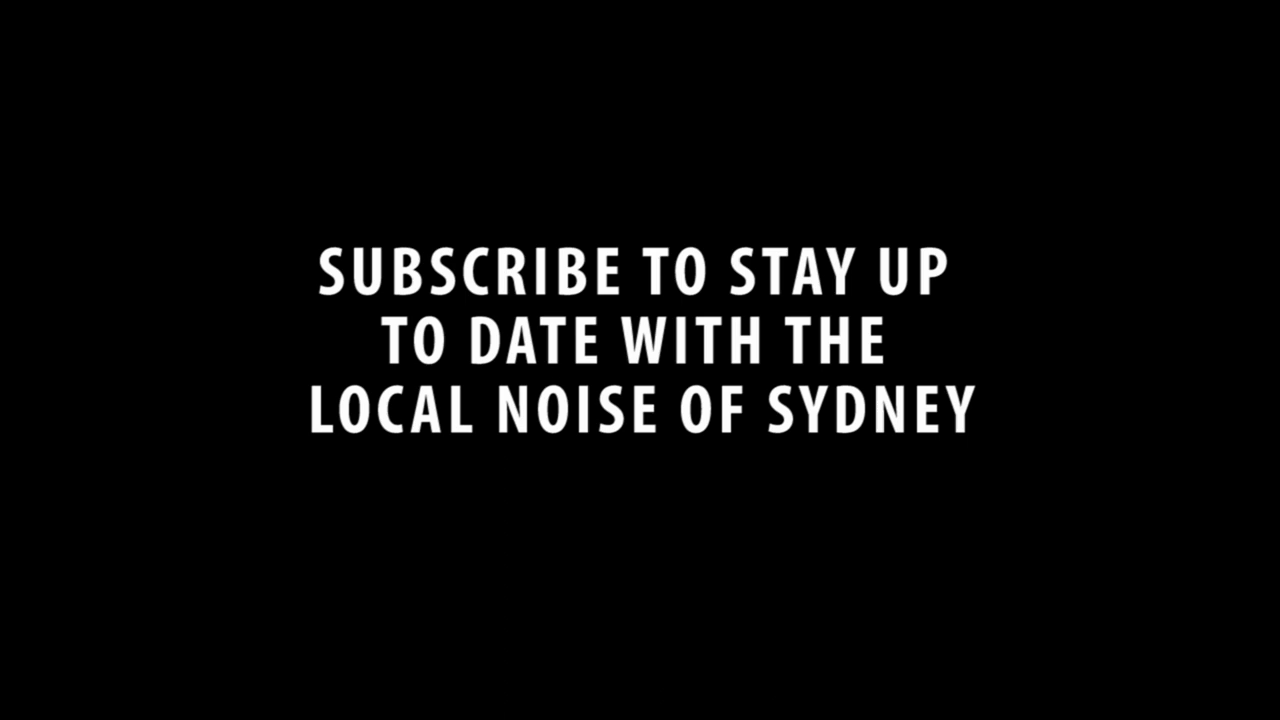 SUBSCRIBE TO STAY UP
TO DATE WITH THE
LOCAL NOISE OF SYDNEY